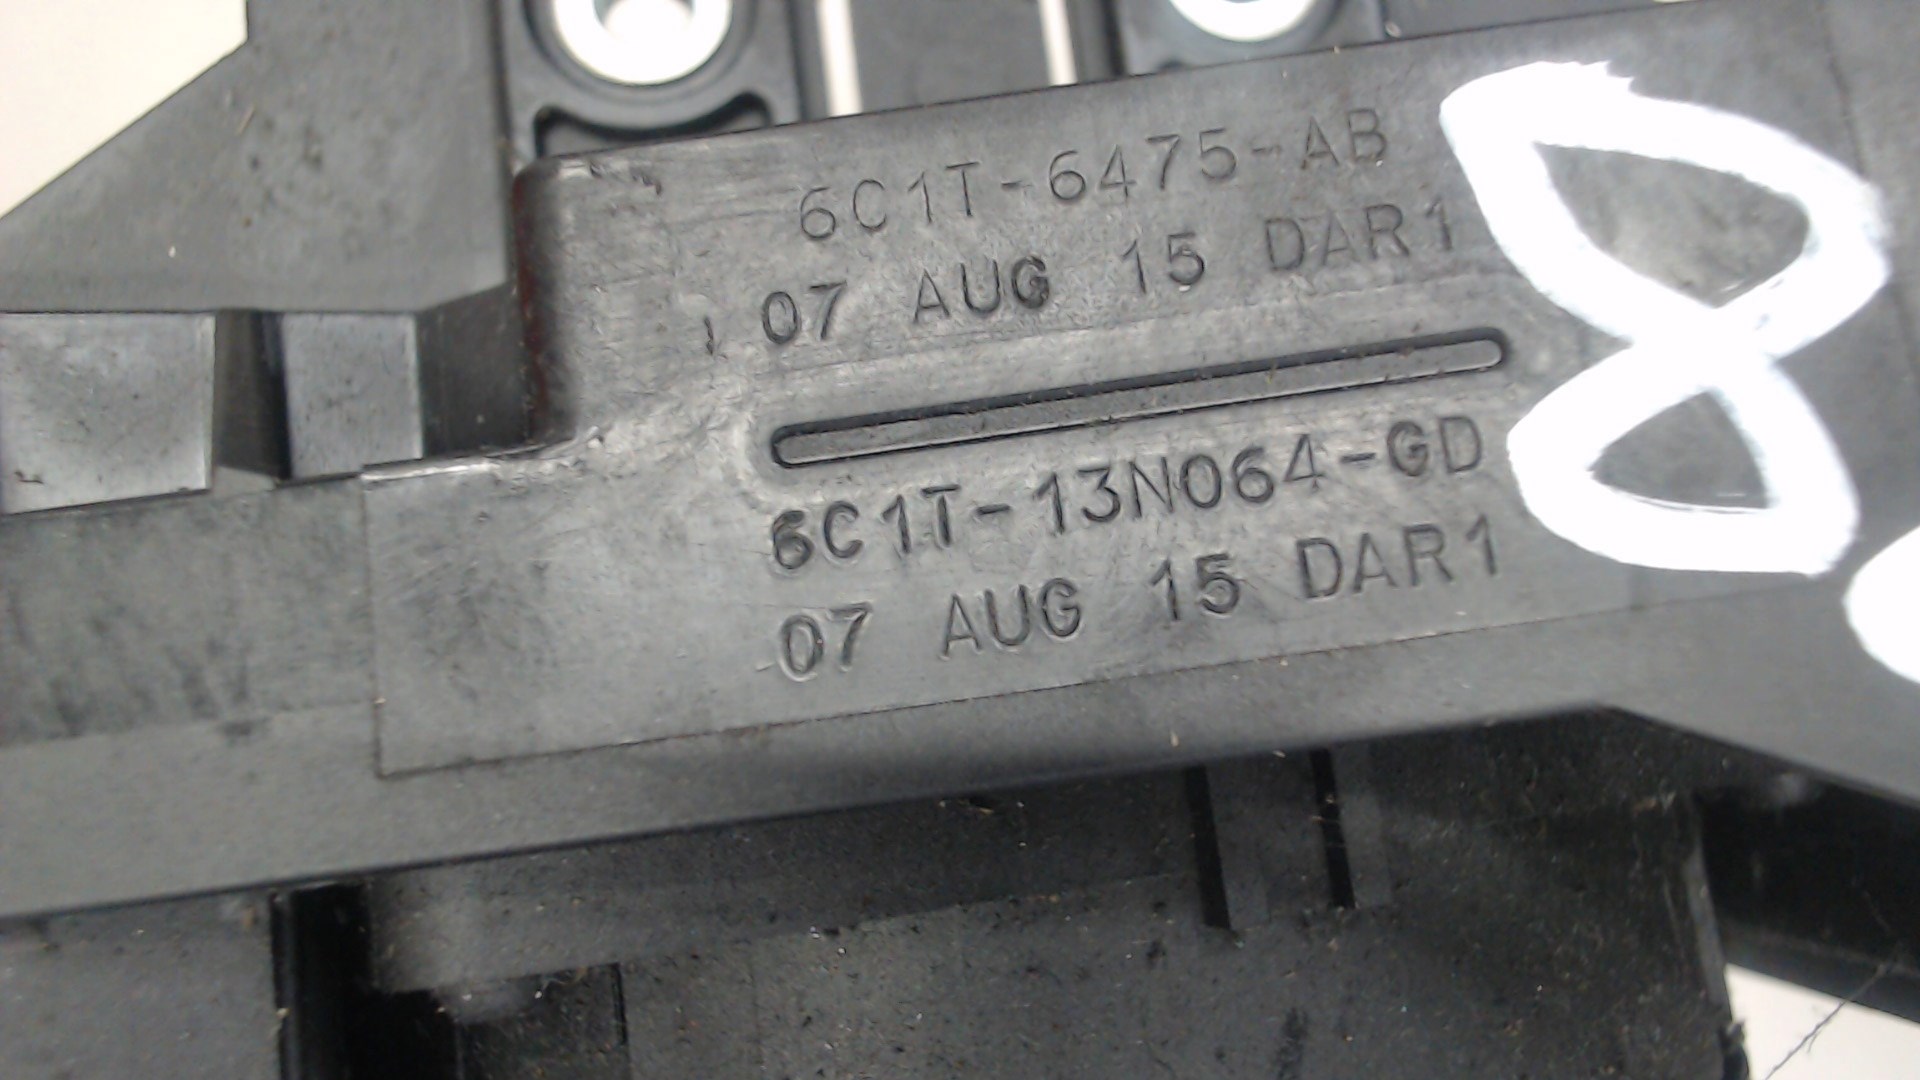 6C1T-6475-AB
07 AUG 15 DAR1
6C1T-13N064-GD
07 AUG 15 DAR1
8